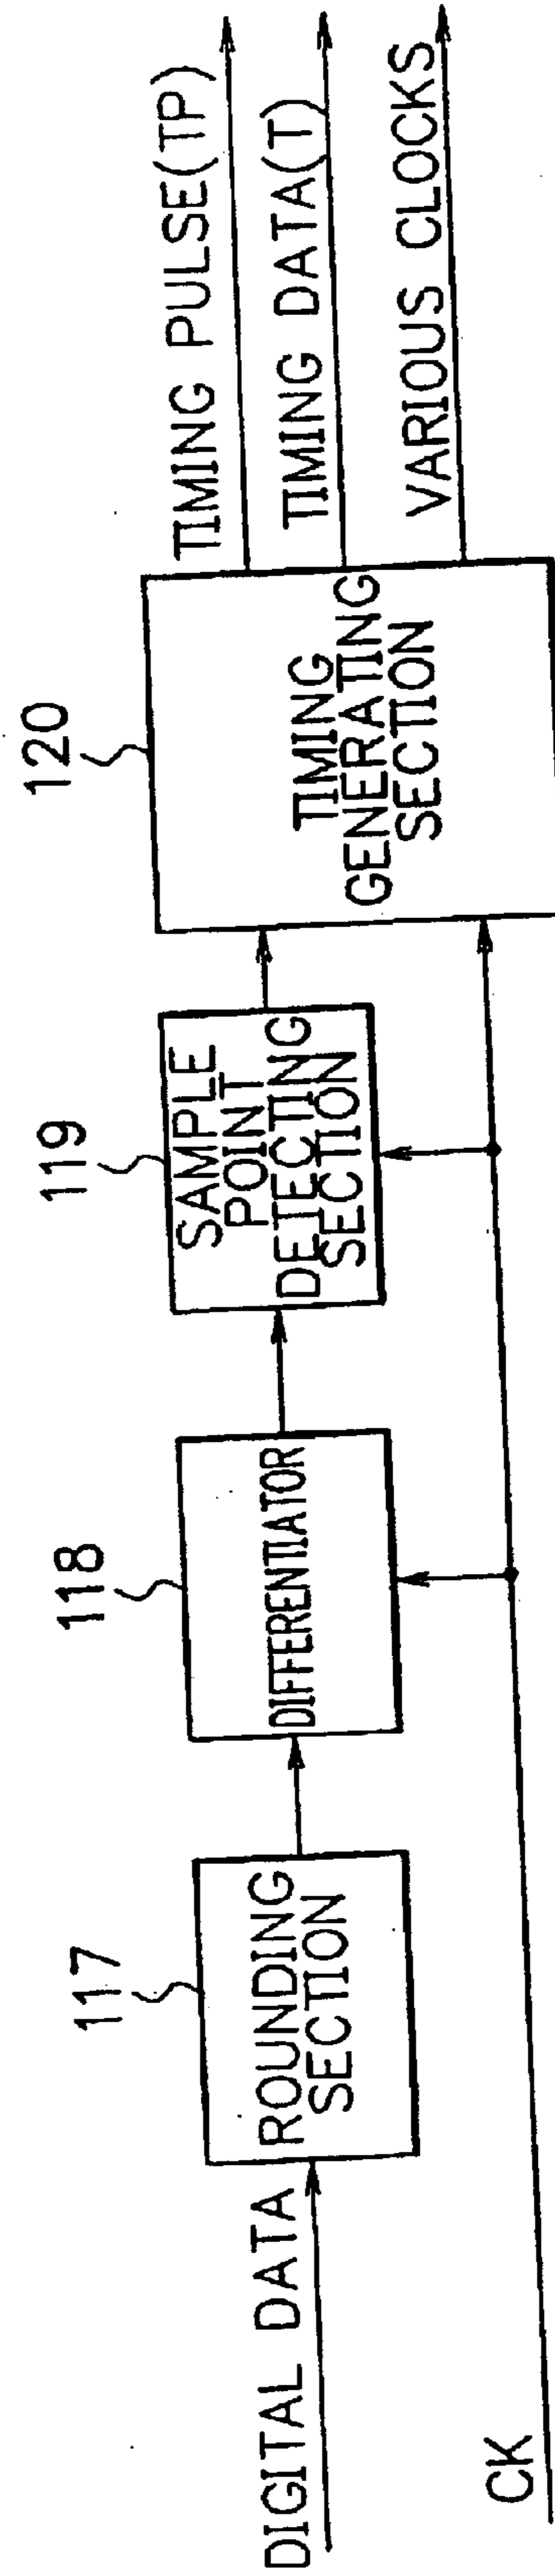 DIGITAL DATA
117
ROUNDING
SECTION
118
DIFFERENTIATOR
119
SAMPLE
POINT
DETECTING
SECTION
120
TIMING
GENERATING
SECTION
TIMING PULSE(TP)
TIMING DATA(T)
VARIOUS CLOCKS
CK